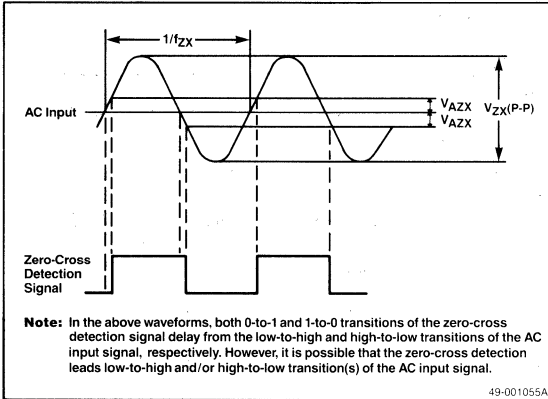 1/fZX
AC Input
VAZX
VAZX
VZX(P-P)
Zero-Cross
Detection
Signal
Note: In the above waveforms, both 0-to-1 and 1-to-0 transitions of the zero-cross
detection signal delay from the low-to-high and high-to-low transitions of the AC
input signal, respectively. However, it is possible that the zero-cross detection
leads low-to-high and/or high-to-low transition(s) of the AC input signal.
49-001055A